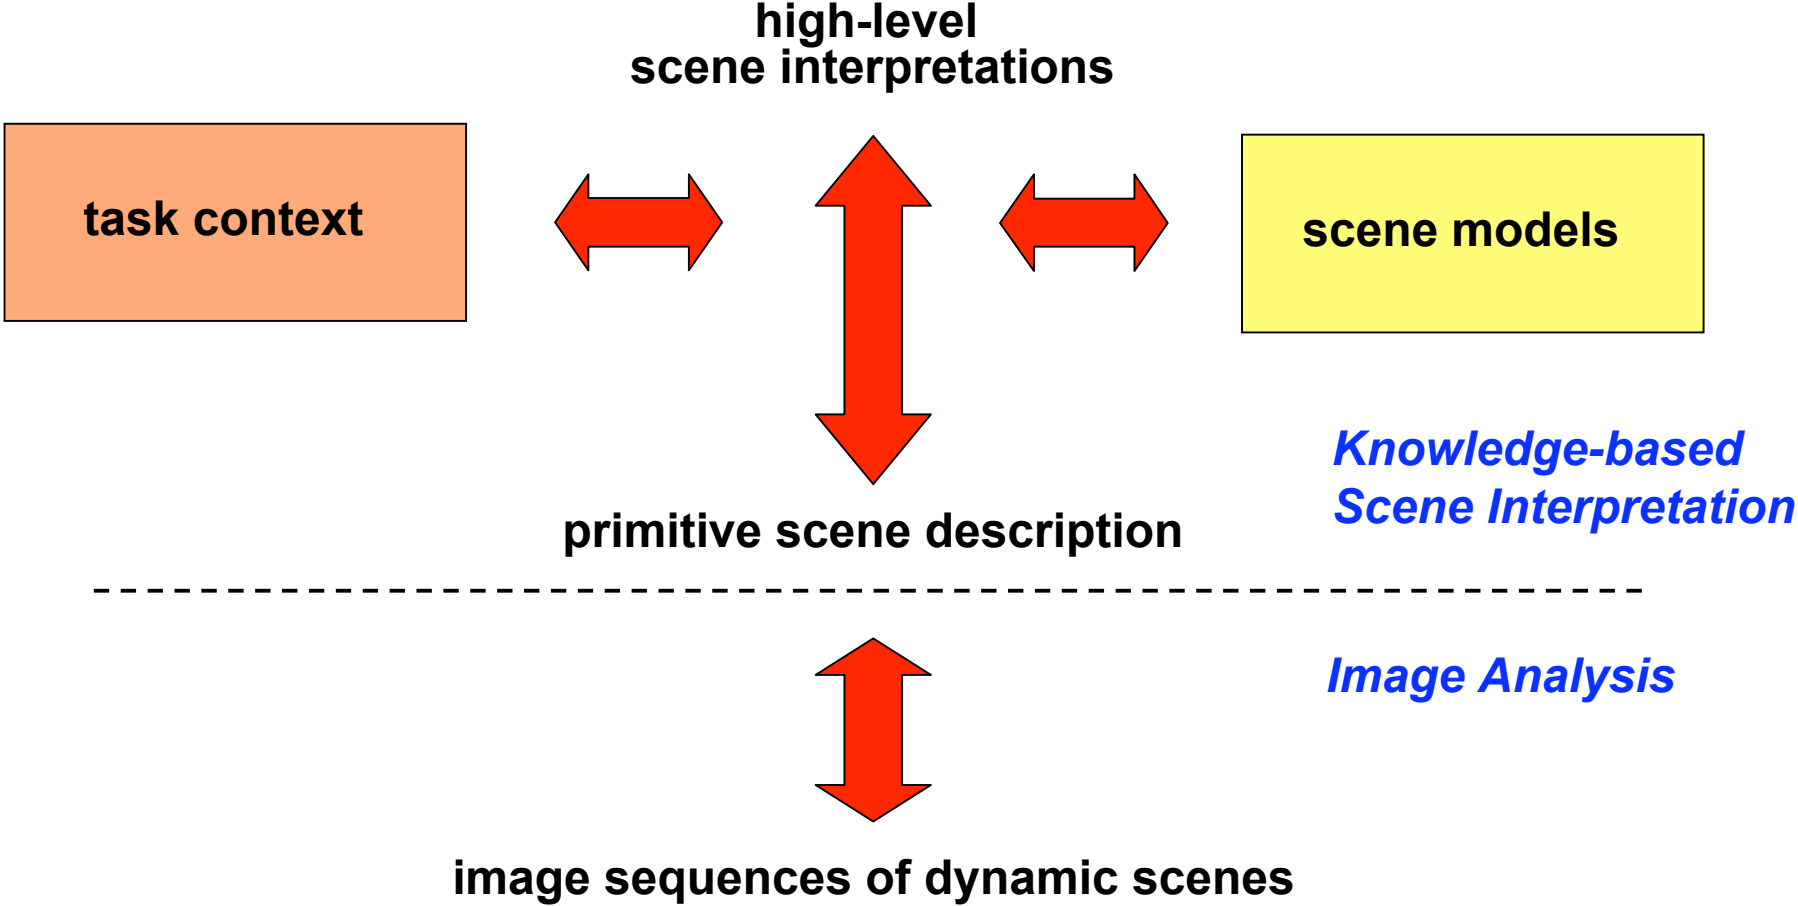 high-level
scene interpretations
task context
scene models
Knowledge-based
Scene Interpretation
primitive scene description
Image Analysis
image sequences of dynamic scenes